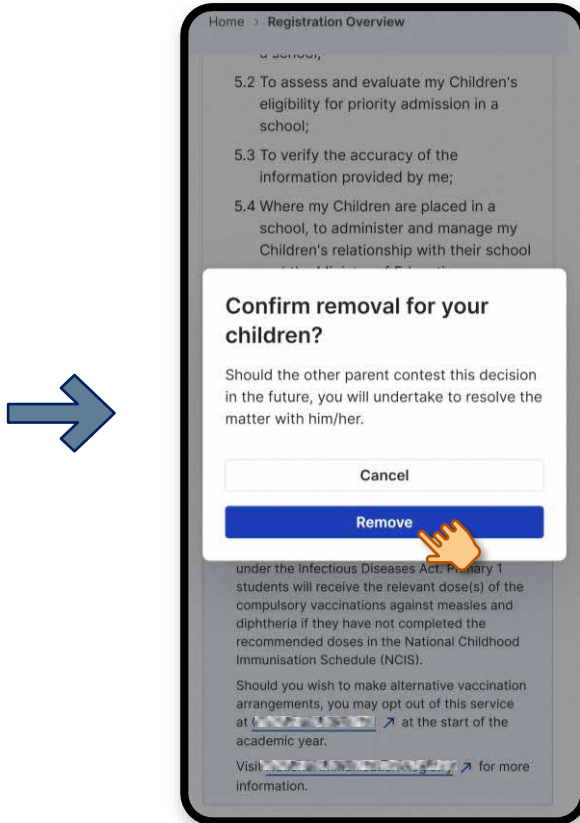 Home > Registration Overview
5.2 To assess and evaluate my Children's
eligibility for priority admission in a
school;
5.3 To verify the accuracy of the
information provided by me;
5.4 Where my Children are placed in a
school, to administer and manage my
Children's relationship with their school
Confirm removal for your
children?
Should the other parent contest this decision
in the future, you will undertake to resolve the
matter with him/her.
Cancel
Remove
under the Infectious Diseases Act. Primary 1
students will receive the relevant dose(s) of the
compulsory vaccinations against measles and
diphtheria if they have not completed the
recommended doses in the National Childhood
Immunisation Schedule (NCIS).
Should you wish to make alternative vaccination
arrangements, you may opt out of this service
at at the start of the
academic year.
Visit for more
information.